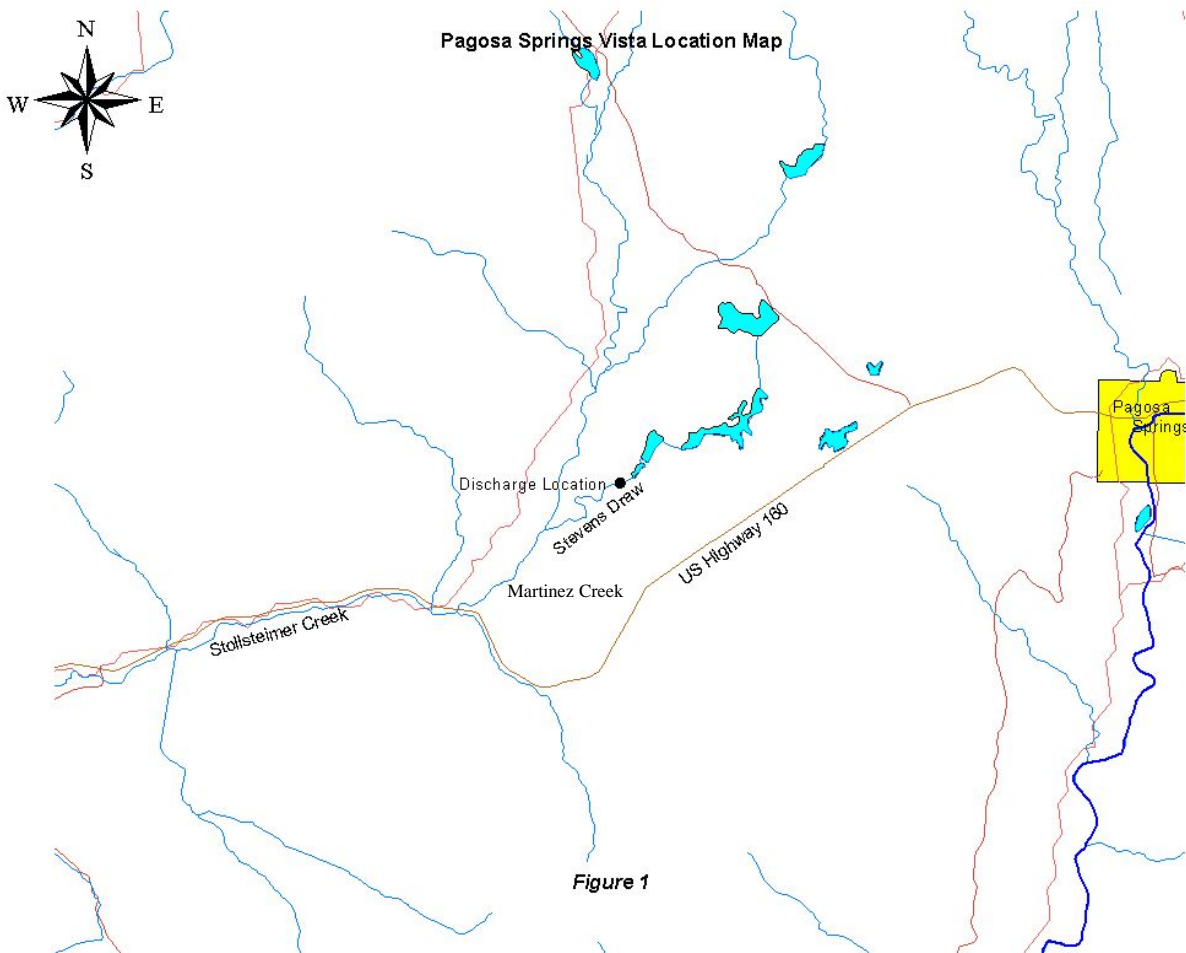 Pagosa Springs Vista Location Map
N
W
E
S
Pagosa
Springs
Discharge Location
Stevens Draw
US Highway 160
Martinez Creek
Stollsteimer Creek
Figure 1